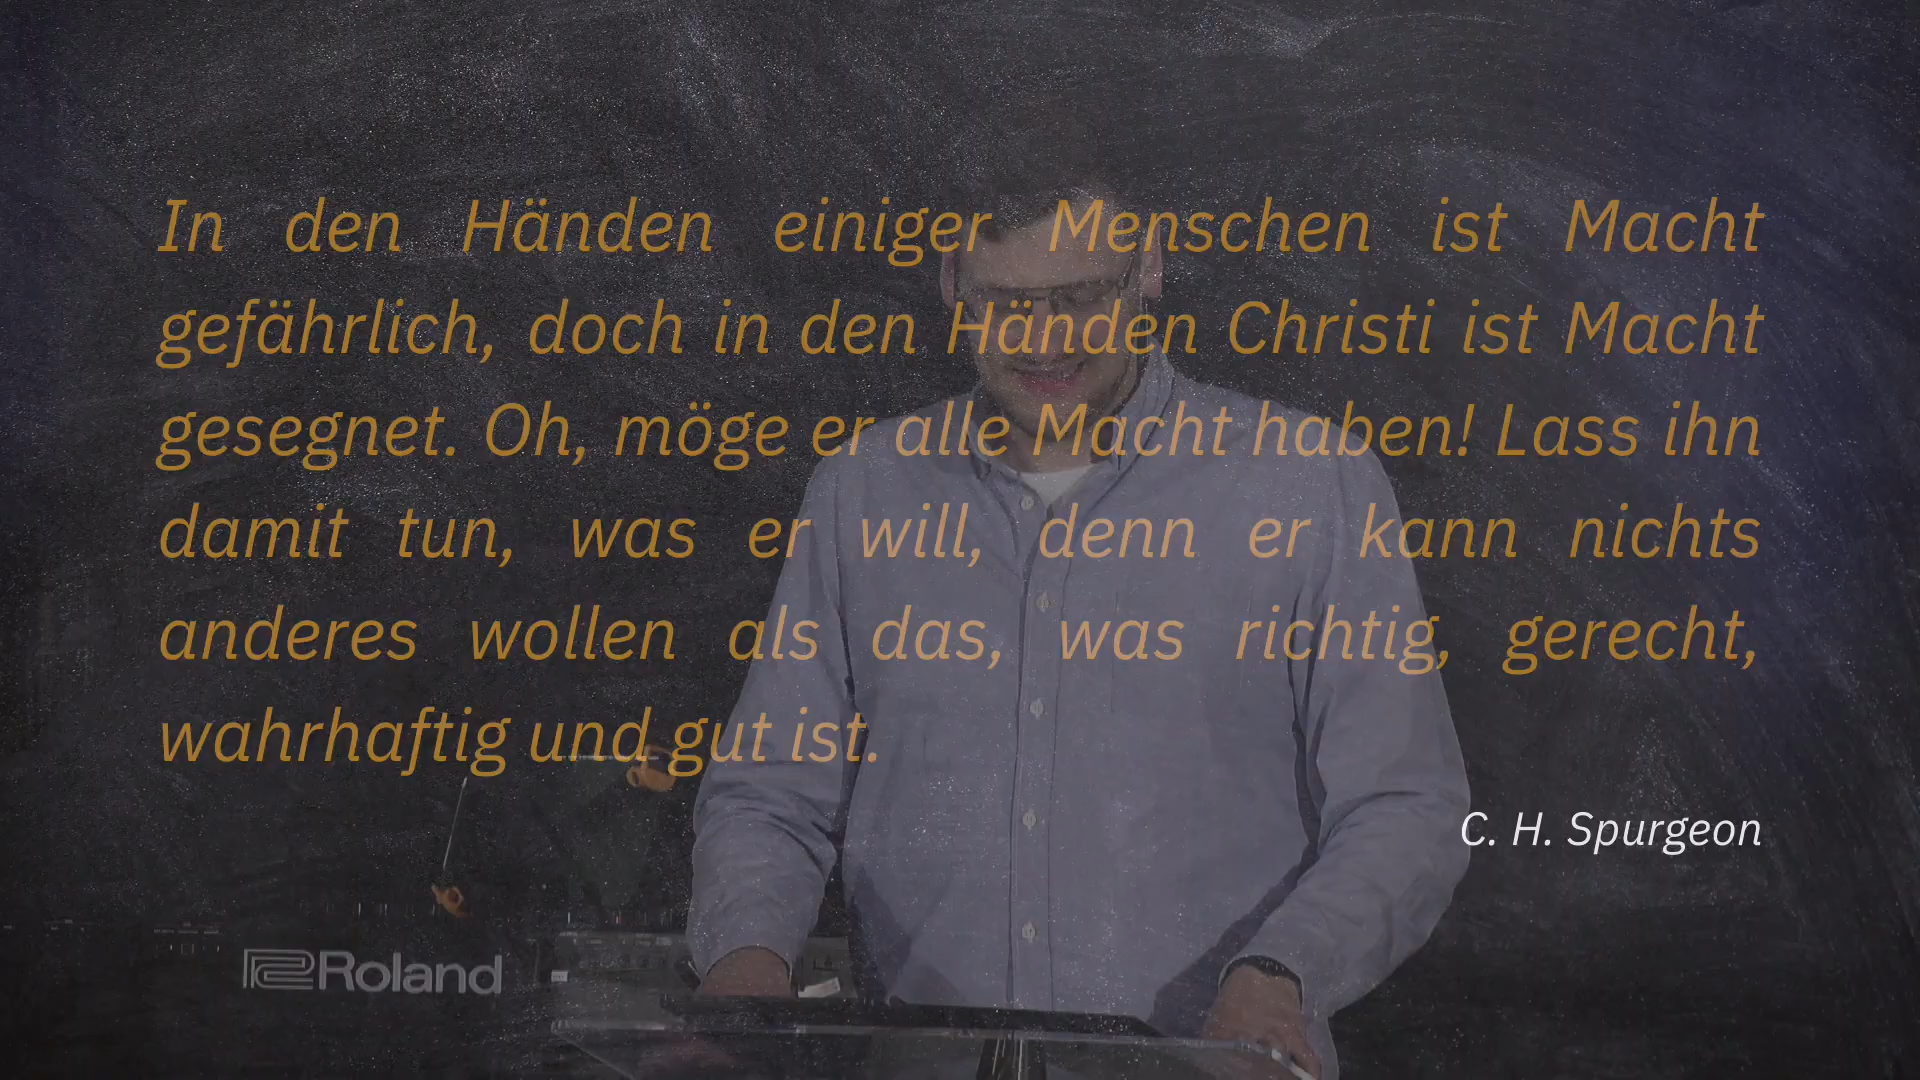 In den Händen einiger Menschen ist Macht
gefährlich, doch in den Händen Christi ist Macht
gesegnet. Oh, möge er alle Macht haben! Lass ihn
damit tun, was er will, denn er kann nichts
anderes wollen als das, was richtig, gerecht,
wahrhaftig und gut ist.
C. H. Spurgeon
Roland